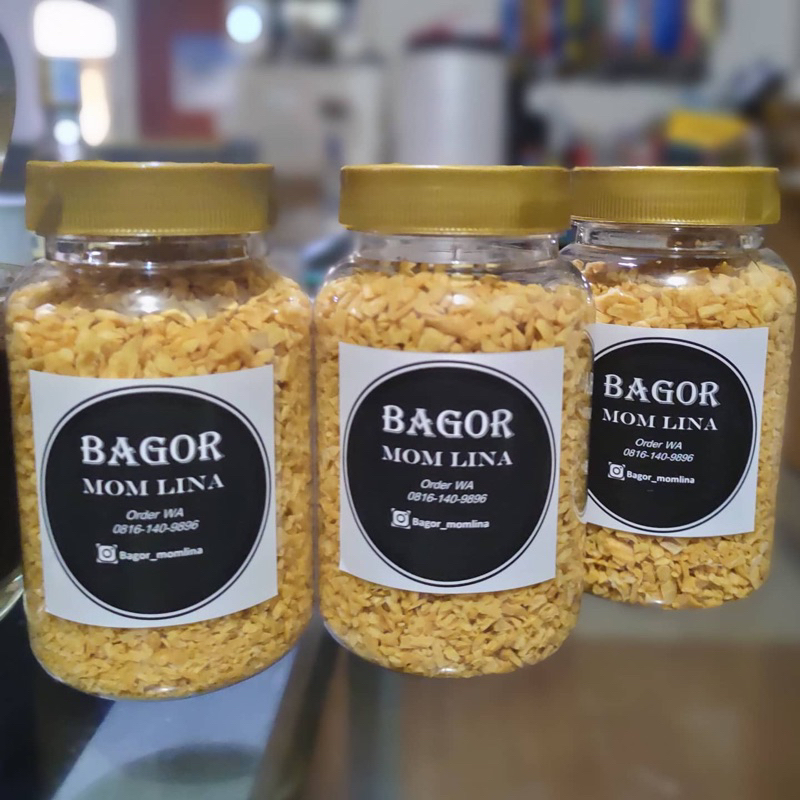 BAGOR
MOM LINA
Order WA
0816-140-9896
Bagor_momlina
BAGOR
MOM LINA
Order WA
0816-140-9896
Bagor_momlina
BAGOR
MOM LINA
Order WA
0816-140-9896
Bagor_momlina